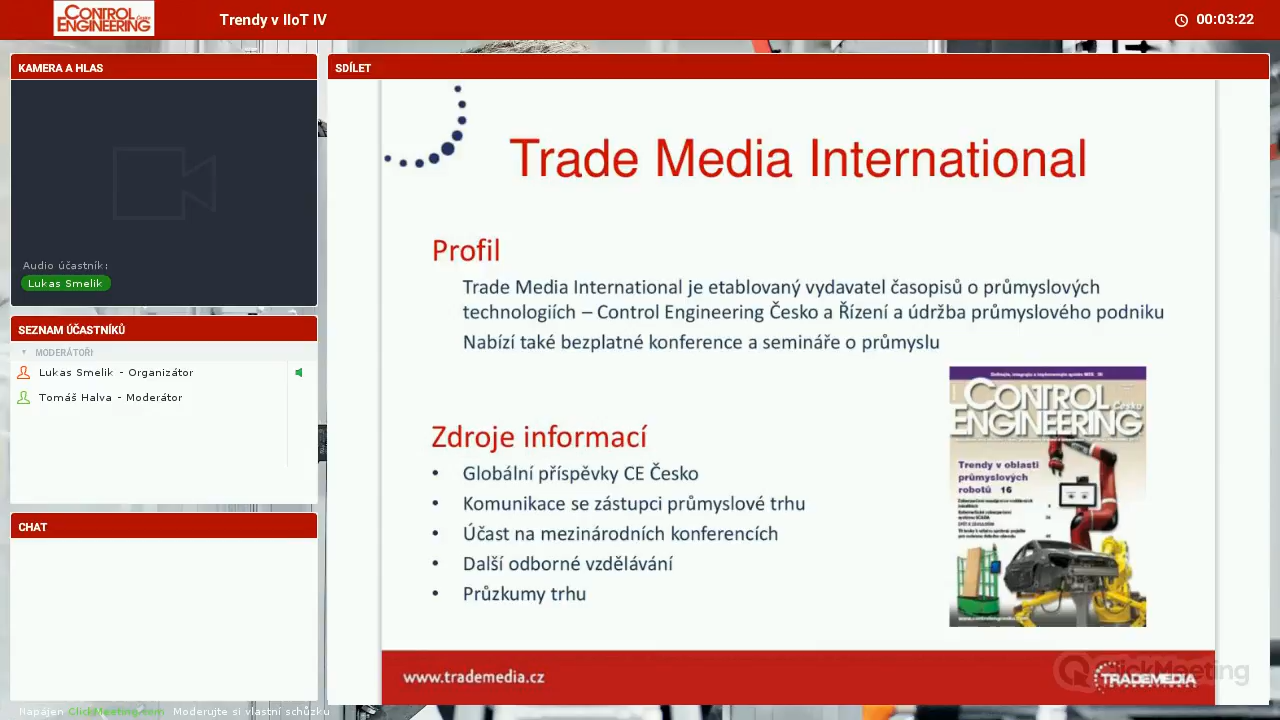 CONTROL
ENGINEERING
Česko
Trendy v IIoT IV
00:03:22
KAMERA A HLAS
Audio účastník:
Lukas Smelik
SEZNAM ÚČASTNÍKŮ
MODERÁTOŘI
Lukas Smelik - Organizátor
Tomáš Halva - Moderátor
CHAT
Napájen ClickMeeting.com Moderujte si vlastní schůzku
SDÍLET
Trade Media International
Profil
Trade Media International je etablovaný vydavatel časopisů o průmyslových
technologiích – Control Engineering Česko a Řízení a údržba průmyslového podniku
Nabízí také bezplatné konference a semináře o průmyslu
Zdroje informací
• Globální příspěvky CE Česko
• Komunikace se zástupci průmyslové trhu
• Účast na mezinárodních konferencích
• Další odborné vzdělávání
• Průzkumy trhu
CONTROL
ENGINEERING
Česko
Trendy v oblasti
průmyslových
robotů 16
www.trademedia.cz
TRADEMEDIA
INTERNATIONAL
ClickMeeting